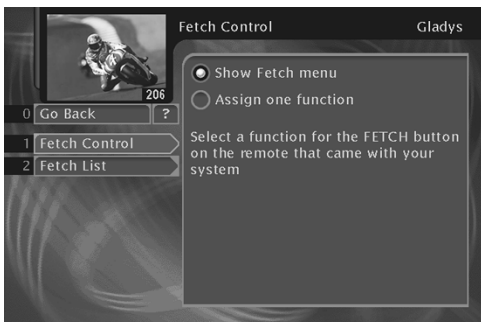 Fetch Control
Gladys
206
0 Go Back ?
1 Fetch Control
2 Fetch List
Show Fetch menu
Assign one function
Select a function for the FETCH button
on the remote that came with your
system